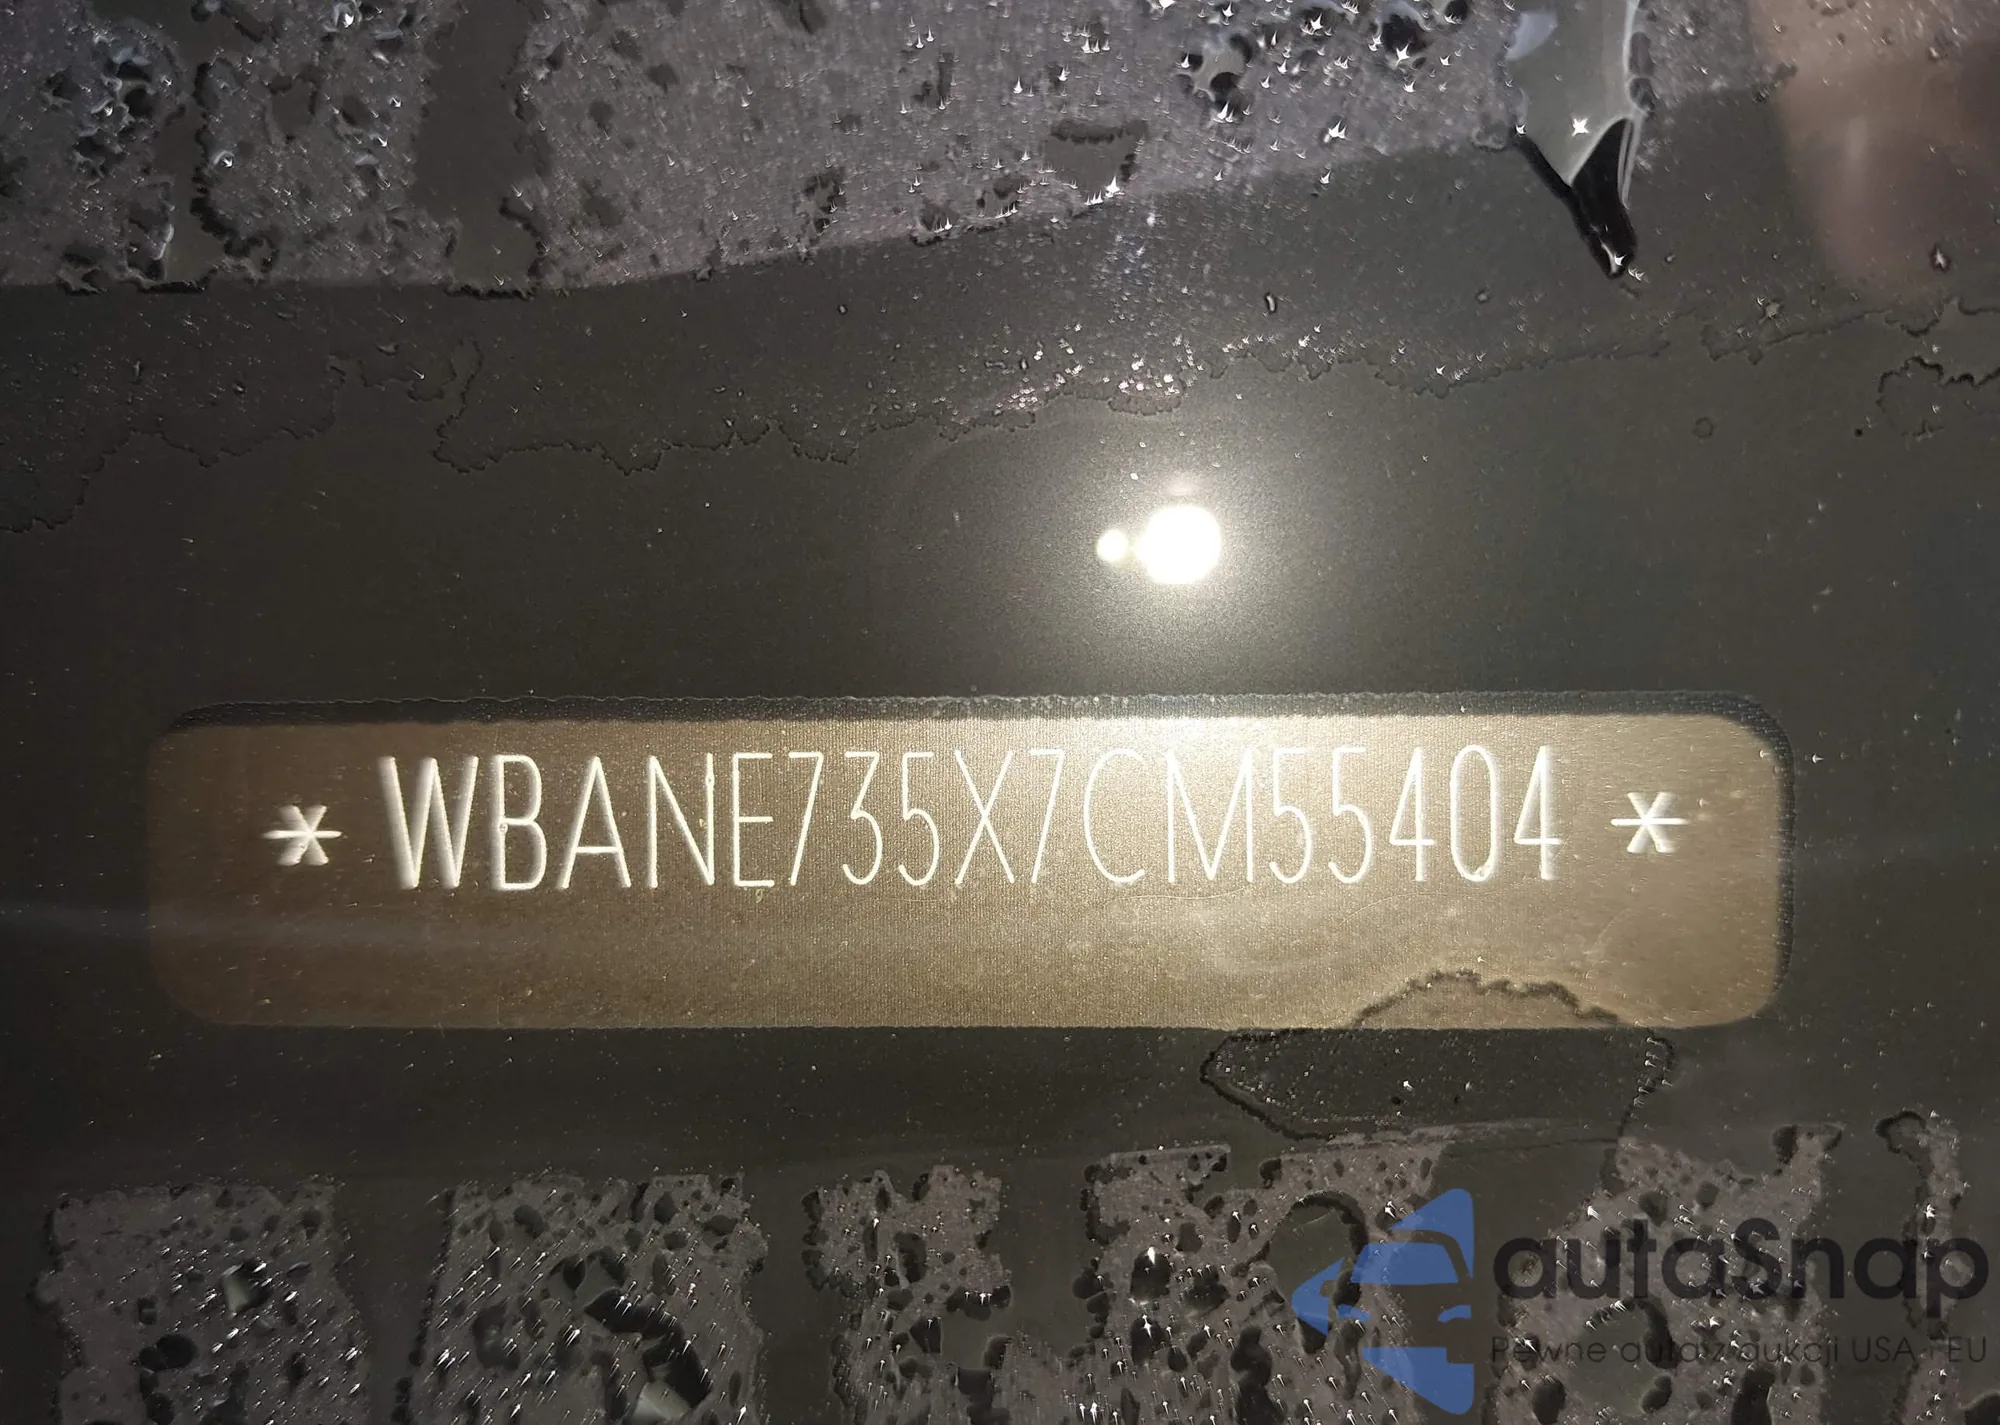 * WBANE735X7CM55404 *
autaSnap
Pewne auta z aukcji USA i EU